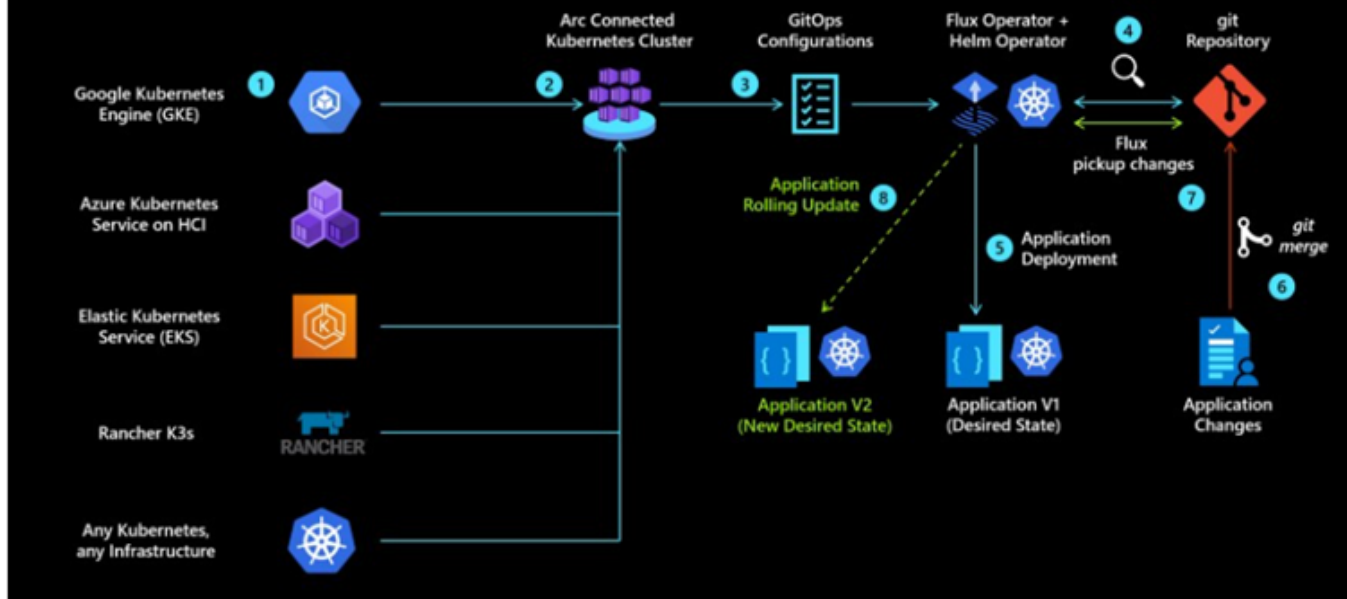 Arc Connected
Kubernetes Cluster
GitOps
Configurations
Flux Operator +
Helm Operator
4
git
Repository
1
2
3
Google Kubernetes
Engine (GKE)
Flux
pickup changes
Application
Rolling Update
8
7
Azure Kubernetes
Service on HCI
git
merge
5
Application
Deployment
6
Elastic Kubernetes
Service (EKS)
K
Application V2
(New Desired State)
Application V1
(Desired State)
Application
Changes
Rancher K3s
RANCHER
Any Kubernetes,
any Infrastructure